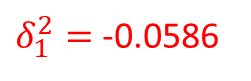 δ₁² = -0.0586